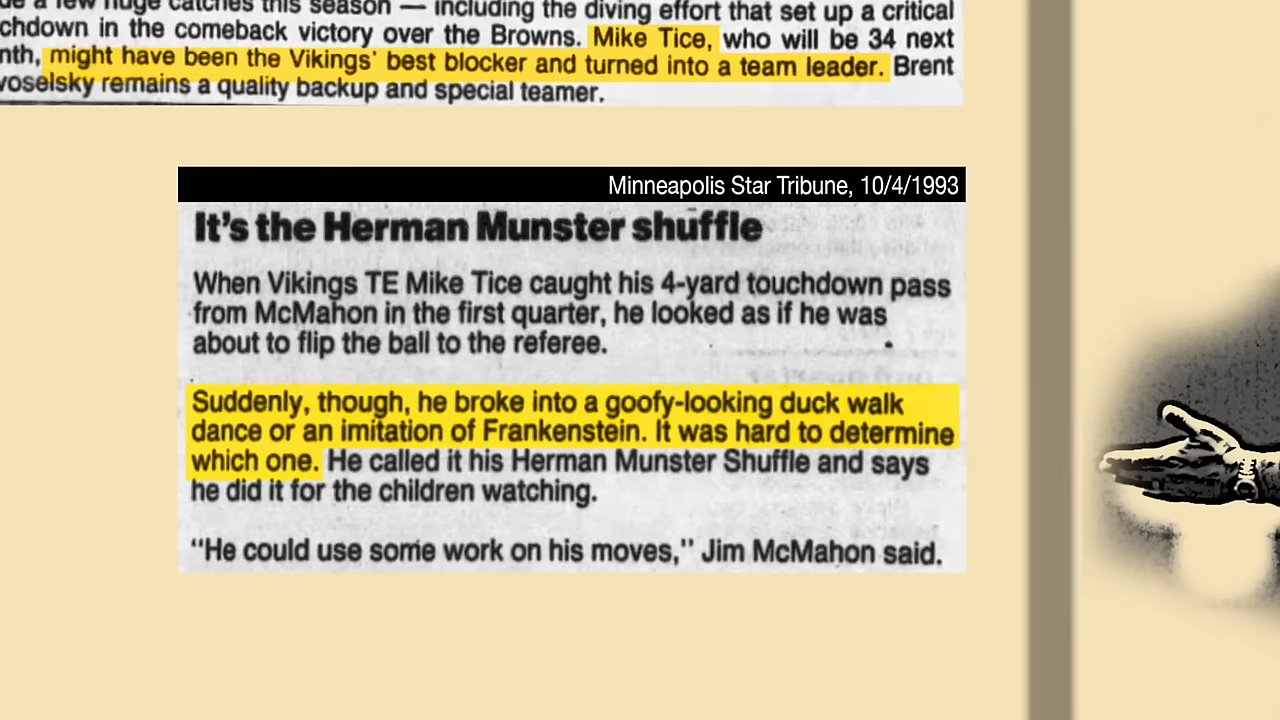 a few huge catches this season — including the diving effort that set up a critical
chdown in the comeback victory over the Browns. Mike Tice, who will be 34 next
nth, might have been the Vikings' best blocker and turned into a team leader. Brent
voselsky remains a quality backup and special teamer.
Minneapolis Star Tribune, 10/4/1993
It's the Herman Munster shuffle
When Vikings TE Mike Tice caught his 4-yard touchdown pass
from McMahon in the first quarter, he looked as if he was
about to flip the ball to the referee.
Suddenly, though, he broke into a goofy-looking duck walk
dance or an imitation of Frankenstein. It was hard to determine
which one. He called it his Herman Munster Shuffle and says
he did it for the children watching.
“He could use some work on his moves,” Jim McMahon said.